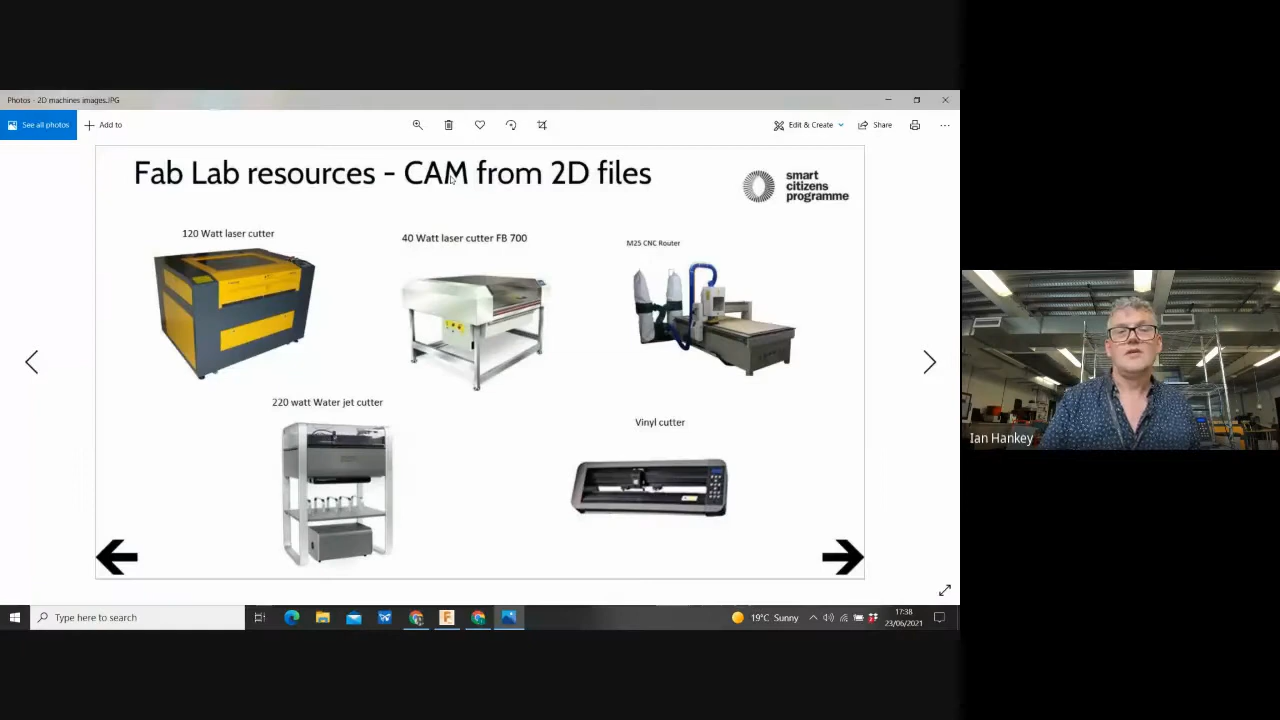 Photos - 2D machines images.JPG
See all photos
Add to
Edit & Create
Share
Fab Lab resources - CAM from 2D files
smart
citizens
programme
120 Watt laser cutter
40 Watt laser cutter FB 700
M25 CNC Router
220 watt Water jet cutter
Vinyl cutter
Ian Hankey
Type here to search
19°C Sunny
17:38
23/06/2021